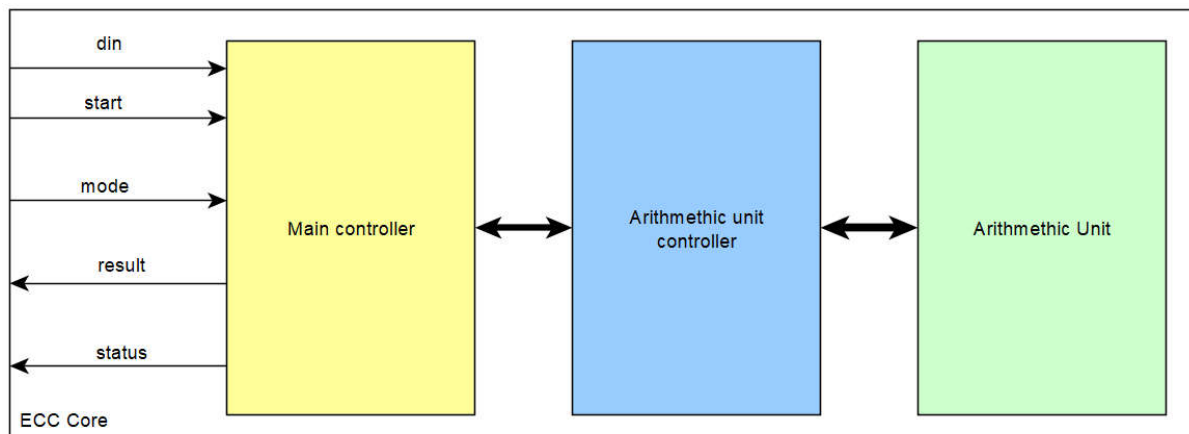 din
start
mode
result
status
Main controller
Arithmethic unit
controller
Arithmethic Unit
ECC Core